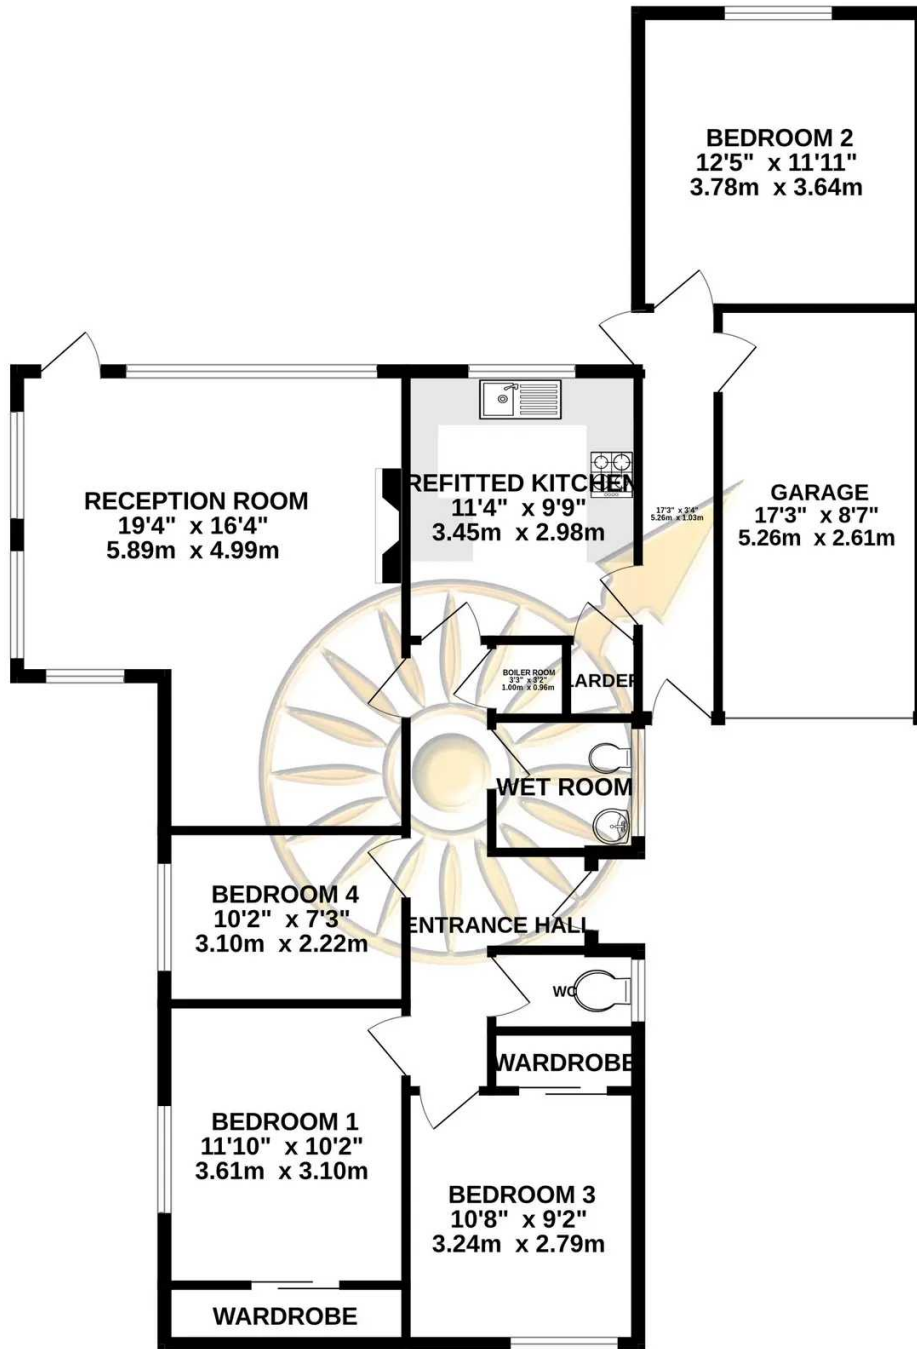 BEDROOM 2
12'5" x 11'11"
3.78m x 3.64m
RECEPTION ROOM
19'4" x 16'4"
5.89m x 4.99m
REFITTED KITCHEN
11'4" x 9'9"
3.45m x 2.98m
17'3" x 3'4"
5.26m x 1.03m
GARAGE
17'3" x 8'7"
5.26m x 2.61m
BOILER ROOM
3'3" x 3'2"
1.00m x 0.96m
LARDER
WET ROOM
BEDROOM 4
10'2" x 7'3"
3.10m x 2.22m
ENTRANCE HALL
WC
WARDROBE
BEDROOM 1
11'10" x 10'2"
3.61m x 3.10m
BEDROOM 3
10'8" x 9'2"
3.24m x 2.79m
WARDROBE